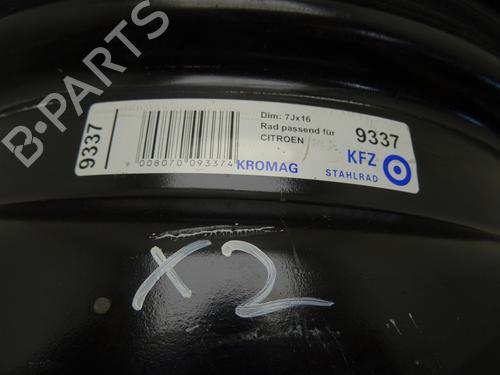 B-PARTS
9337
Dim: 7Jx16
Rad passend für
CITROEN
9 008070 093374
KROMAG
9337
KFZ
STAHLRAD
x2